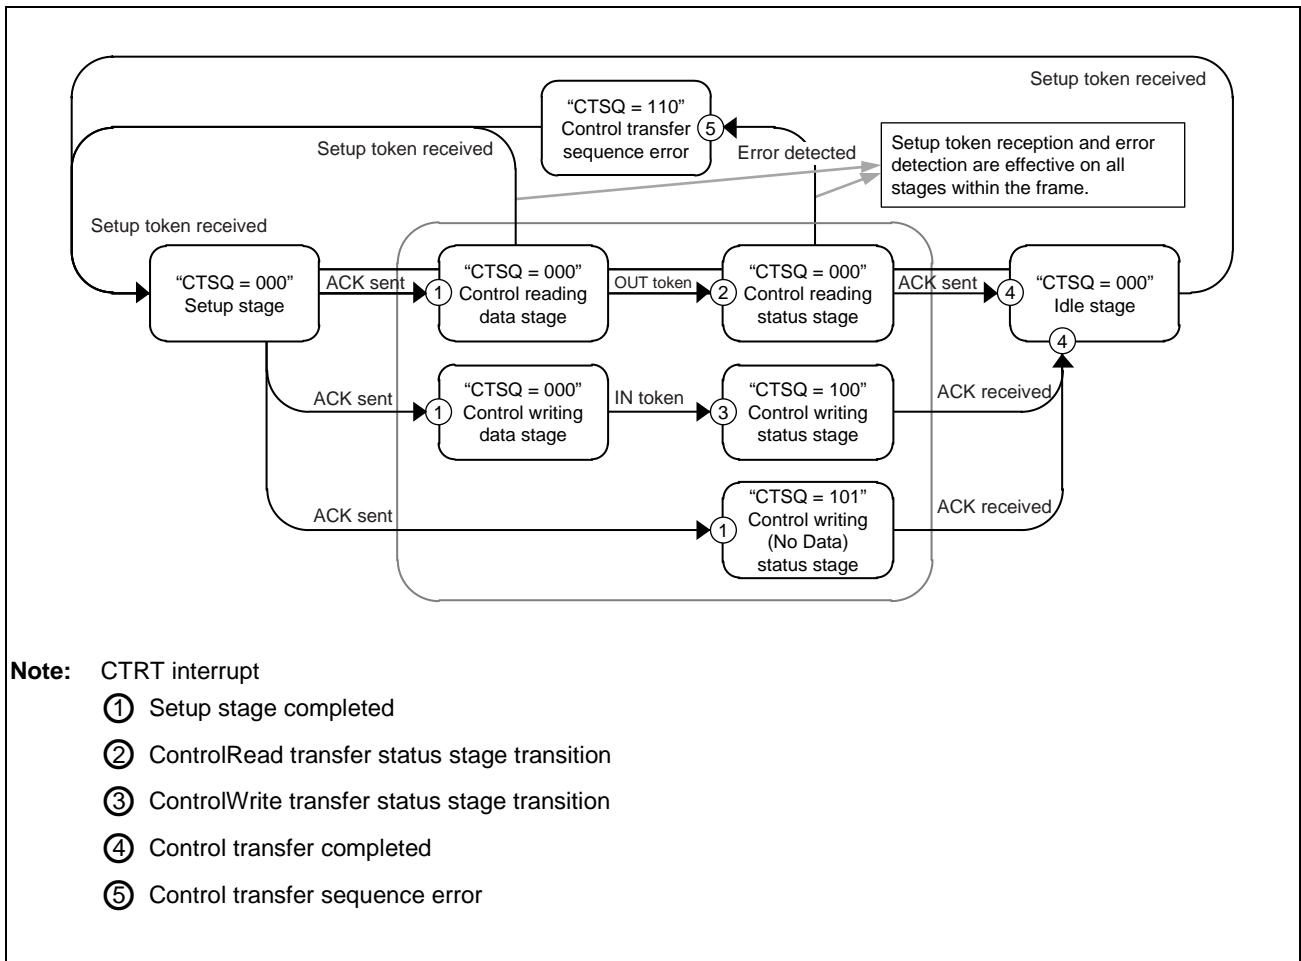 Setup token received
“CTSQ = 110”
Control transfer
sequence error
5
Setup token received
Error detected
Setup token reception and error
detection are effective on all
stages within the frame.
Setup token received
“CTSQ = 000”
Setup stage
ACK sent
1
“CTSQ = 000”
Control reading
data stage
OUT token
2
“CTSQ = 000”
Control reading
status stage
ACK sent
4
“CTSQ = 000”
Idle stage
4
ACK sent
1
“CTSQ = 000”
Control writing
data stage
IN token
3
“CTSQ = 100”
Control writing
status stage
ACK received
ACK sent
1
“CTSQ = 101”
Control writing
(No Data)
status stage
ACK received
Note: CTRT interrupt
1 Setup stage completed
2 ControlRead transfer status stage transition
3 ControlWrite transfer status stage transition
4 Control transfer completed
5 Control transfer sequence error